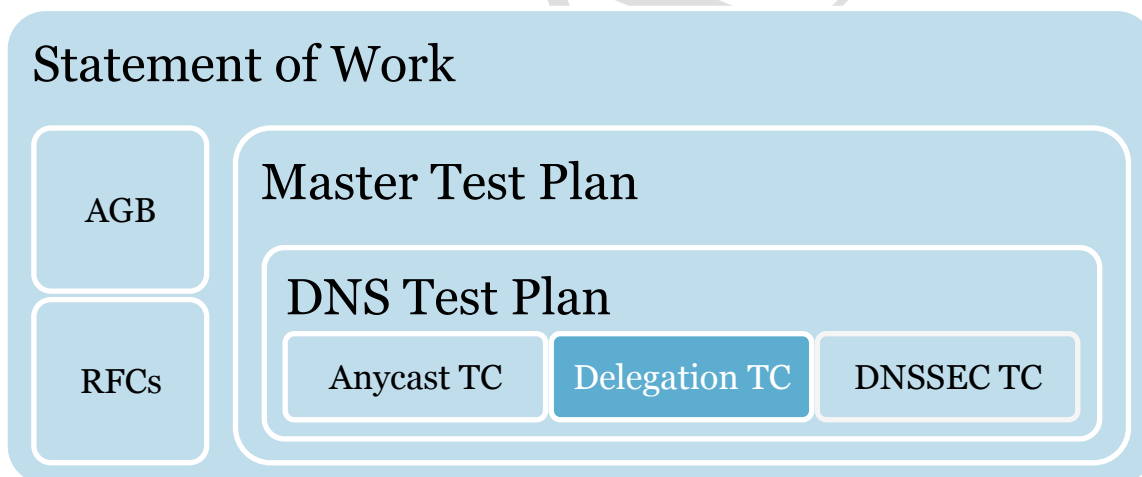 Statement of Work
AGB
Master Test Plan
DNS Test Plan
RFCs
Anycast TC
Delegation TC
DNSSEC TC